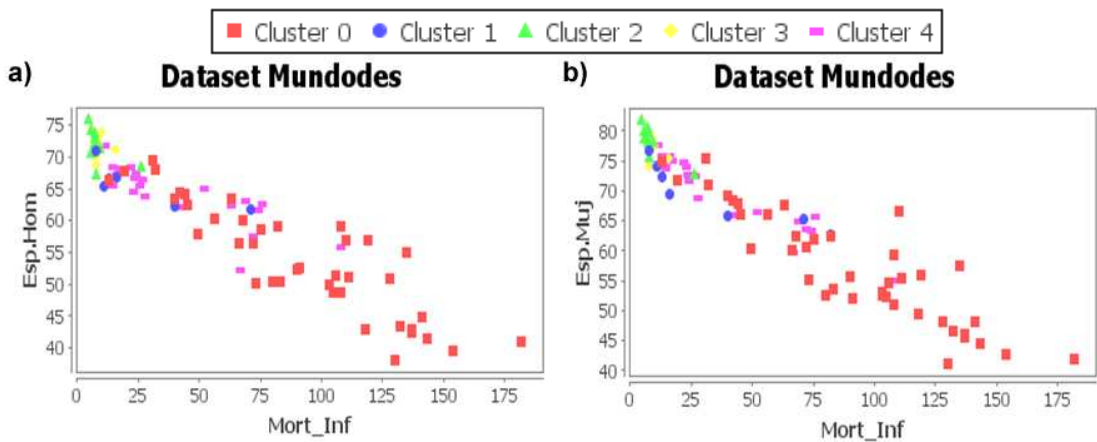 Cluster 0 Cluster 1 Cluster 2 Cluster 3 Cluster 4
a) Dataset Mundodes
Esp.Hom
75
70
65
60
55
50
45
40
0 25 50 75 100 125 150 175
Mort_Inf
b) Dataset Mundodes
Esp.Muj
80
75
70
65
60
55
50
45
40
0 25 50 75 100 125 150 175
Mort_Inf